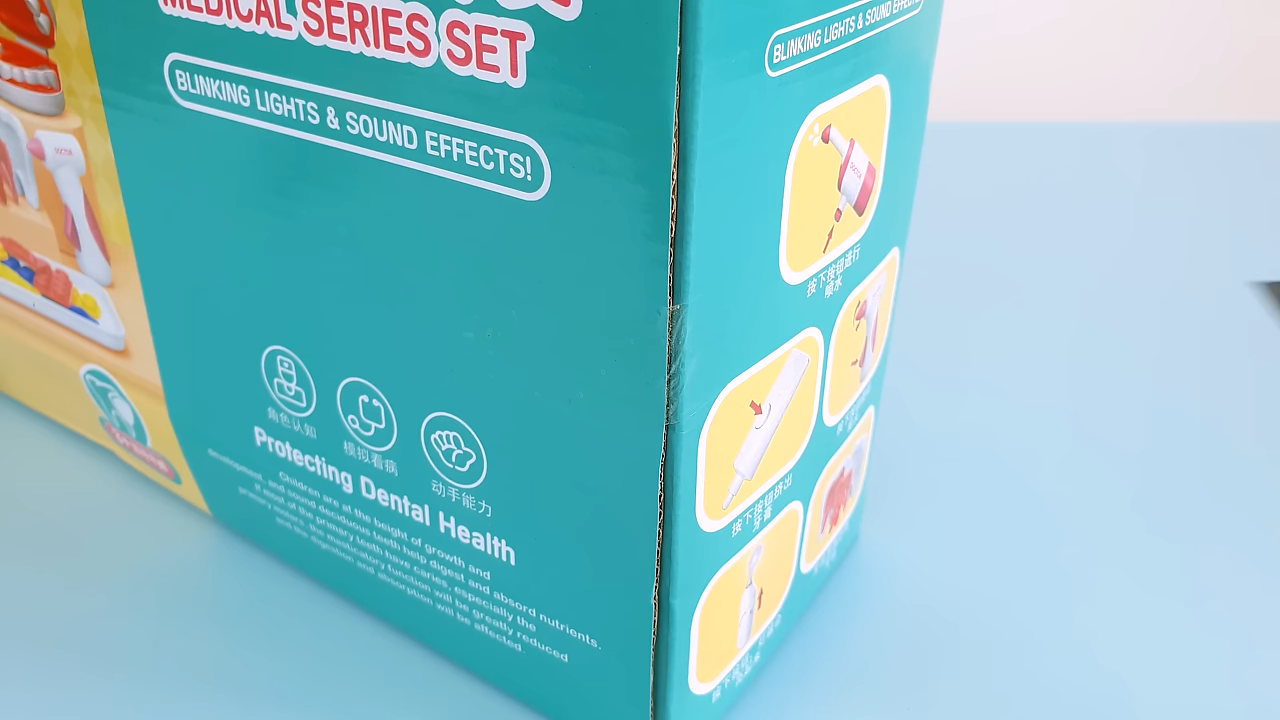 MEDICAL SERIES SET
BLINKING LIGHTS & SOUND EFFECTS!
DOCTOR
角色认知
模拟看病
动手能力
Protecting Dental Health
Children are at the height of growth and
development, and sound deciduous teeth help digest and absord nutrients.
If most of the primary teeth have caries, especially the
primary molars, the masticatory function will be greatly reduced
and the digestion and absorption will be affected.
BLINKING LIGHTS & SOUND EFFECTS!
DOCTOR
按下按钮进行
喷水
按下按钮挤出
牙膏